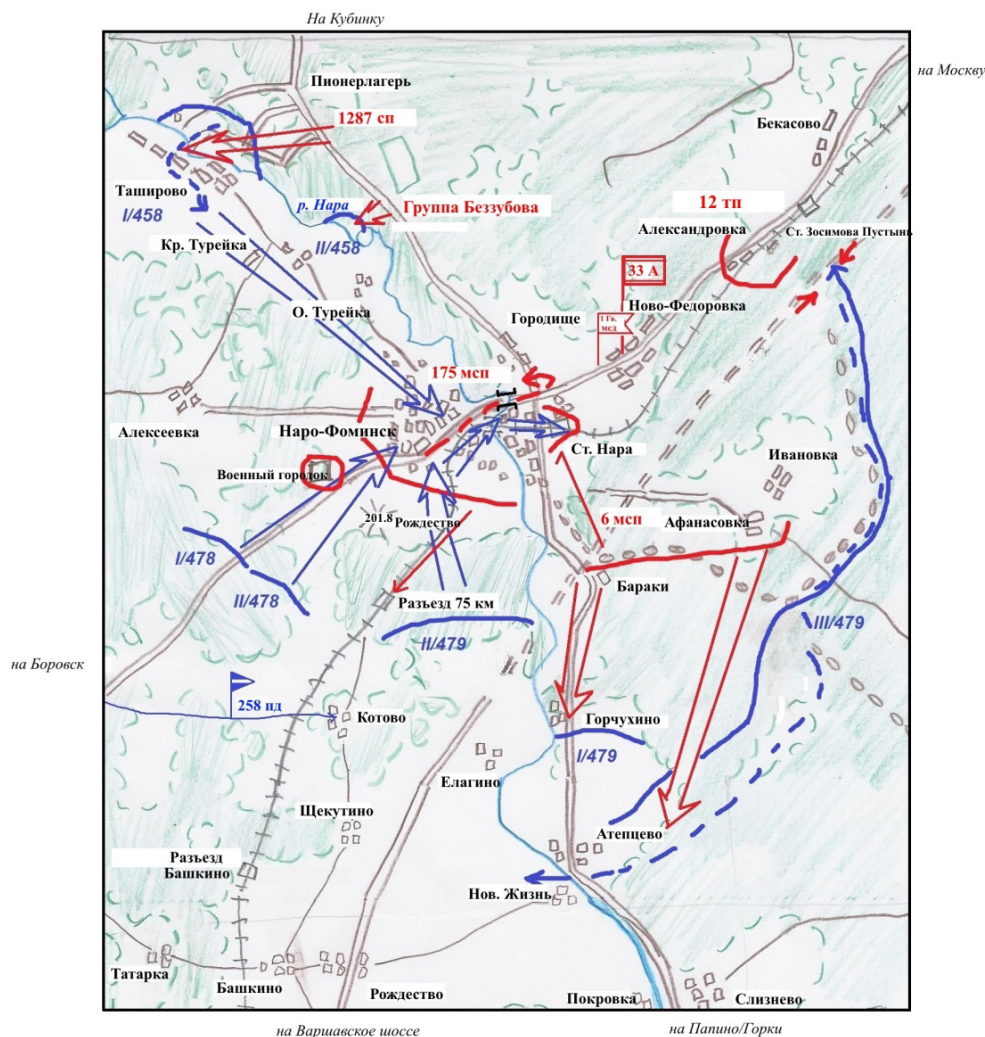 На Кубинку
на Москву
Пионерлагерь
1287 сп
Бекасово
Таширово
I/458
р. Нара
Группа Беззубова
II/458
12 тп
Александровка
Ст. Зосимова Пустынь
Кр. Турейка
33 А
1 Гв.
мсд
Ново-Федоровка
О. Турейка
Городище
175 мсп
Алексеевка
Наро-Фоминск
Ст. Нара
Ивановка
Военный городок
201.8
Рождество
6 мсп
Афанасовка
I/478
II/478
Разъезд 75 км
Бараки
III/479
II/479
на Боровск
258 пд
Котово
Горчухино
I/479
Елагино
Щекутино
Атепцево
Разъезд
Башкино
Нов. Жизнь
Татарка
Башкино
Рождество
Покровка
Слизнево
на Варшавское шоссе
на Папино/Горки